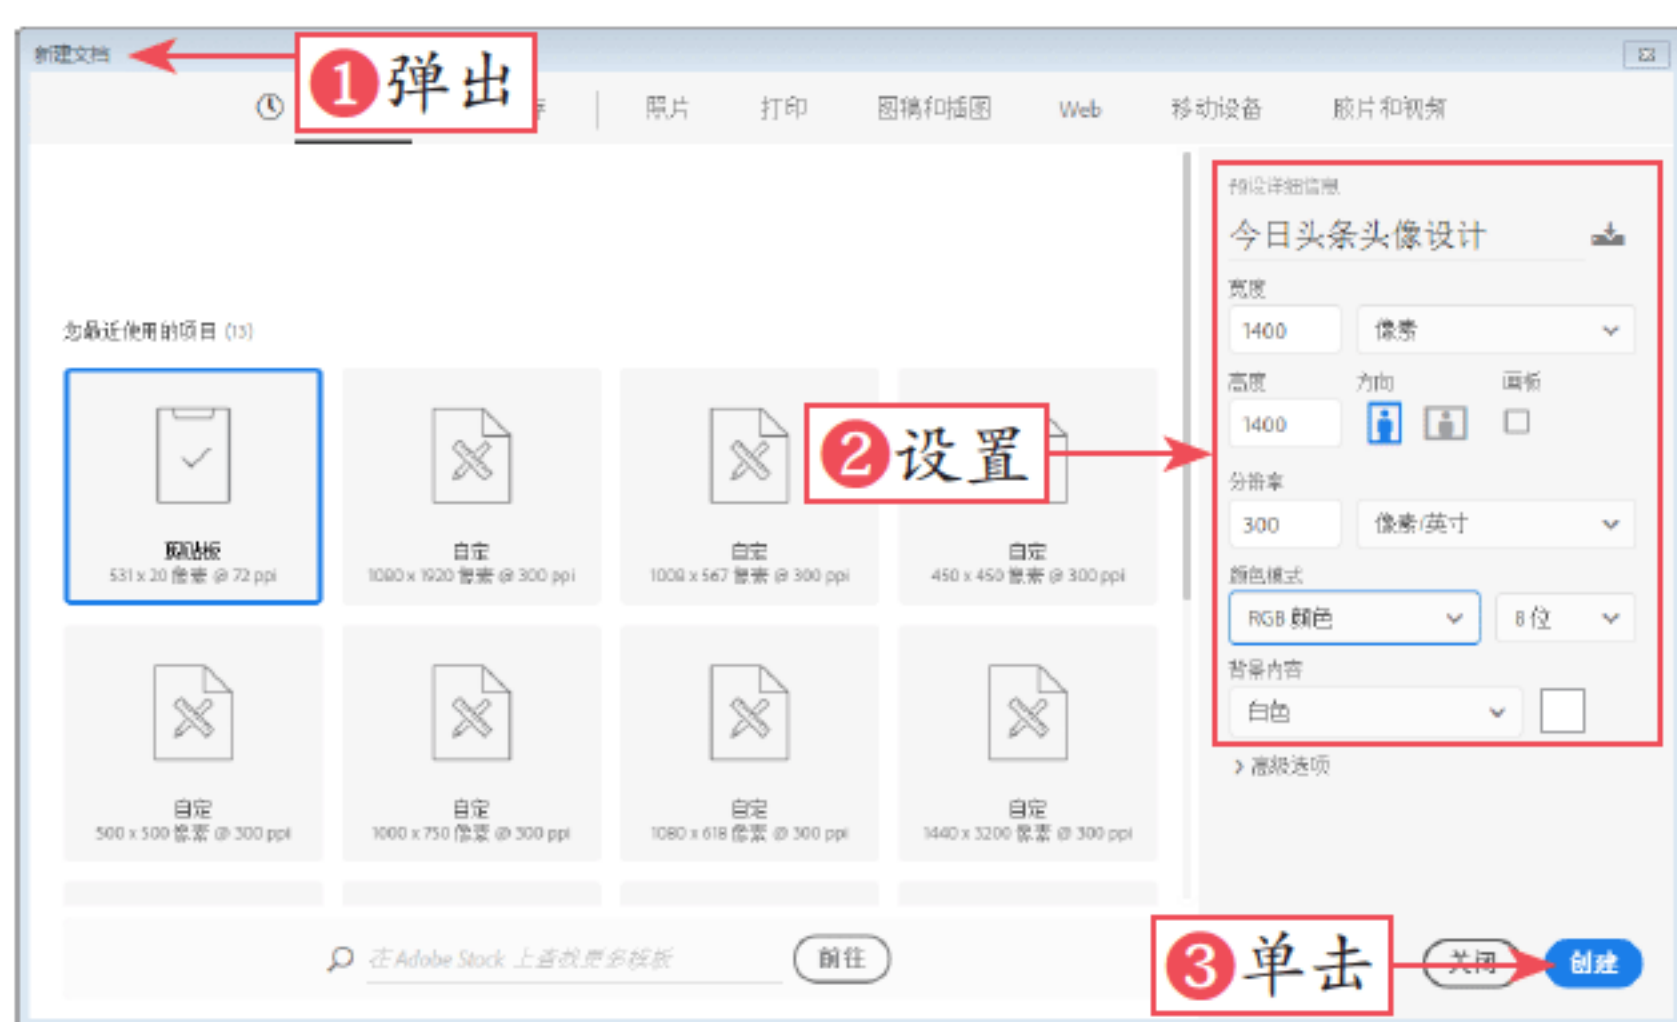 新建文档
❶弹出
照片 打印 图稿和插图 Web 移动设备 胶片和视频
预设详细信息
今日头条头像设计
宽度
1400 像素
高度 方向 画板
1400
分辨率
300 像素/英寸
颜色模式
RGB 颜色 8 位
背景内容
白色
高级选项
您最近使用的项目 (13)
剪贴板
531 x 20 像素 @ 72 ppi
自定
1080 x 1920 像素 @ 300 ppi
自定
1008 x 567 像素 @ 300 ppi
自定
450 x 450 像素 @ 300 ppi
❷设置
自定
500 x 500 像素 @ 300 ppi
自定
1000 x 750 像素 @ 300 ppi
自定
1080 x 618 像素 @ 300 ppi
自定
1440 x 3200 像素 @ 300 ppi
在 Adobe Stock 上查找更多模板
前往
❸单击
关闭
创建